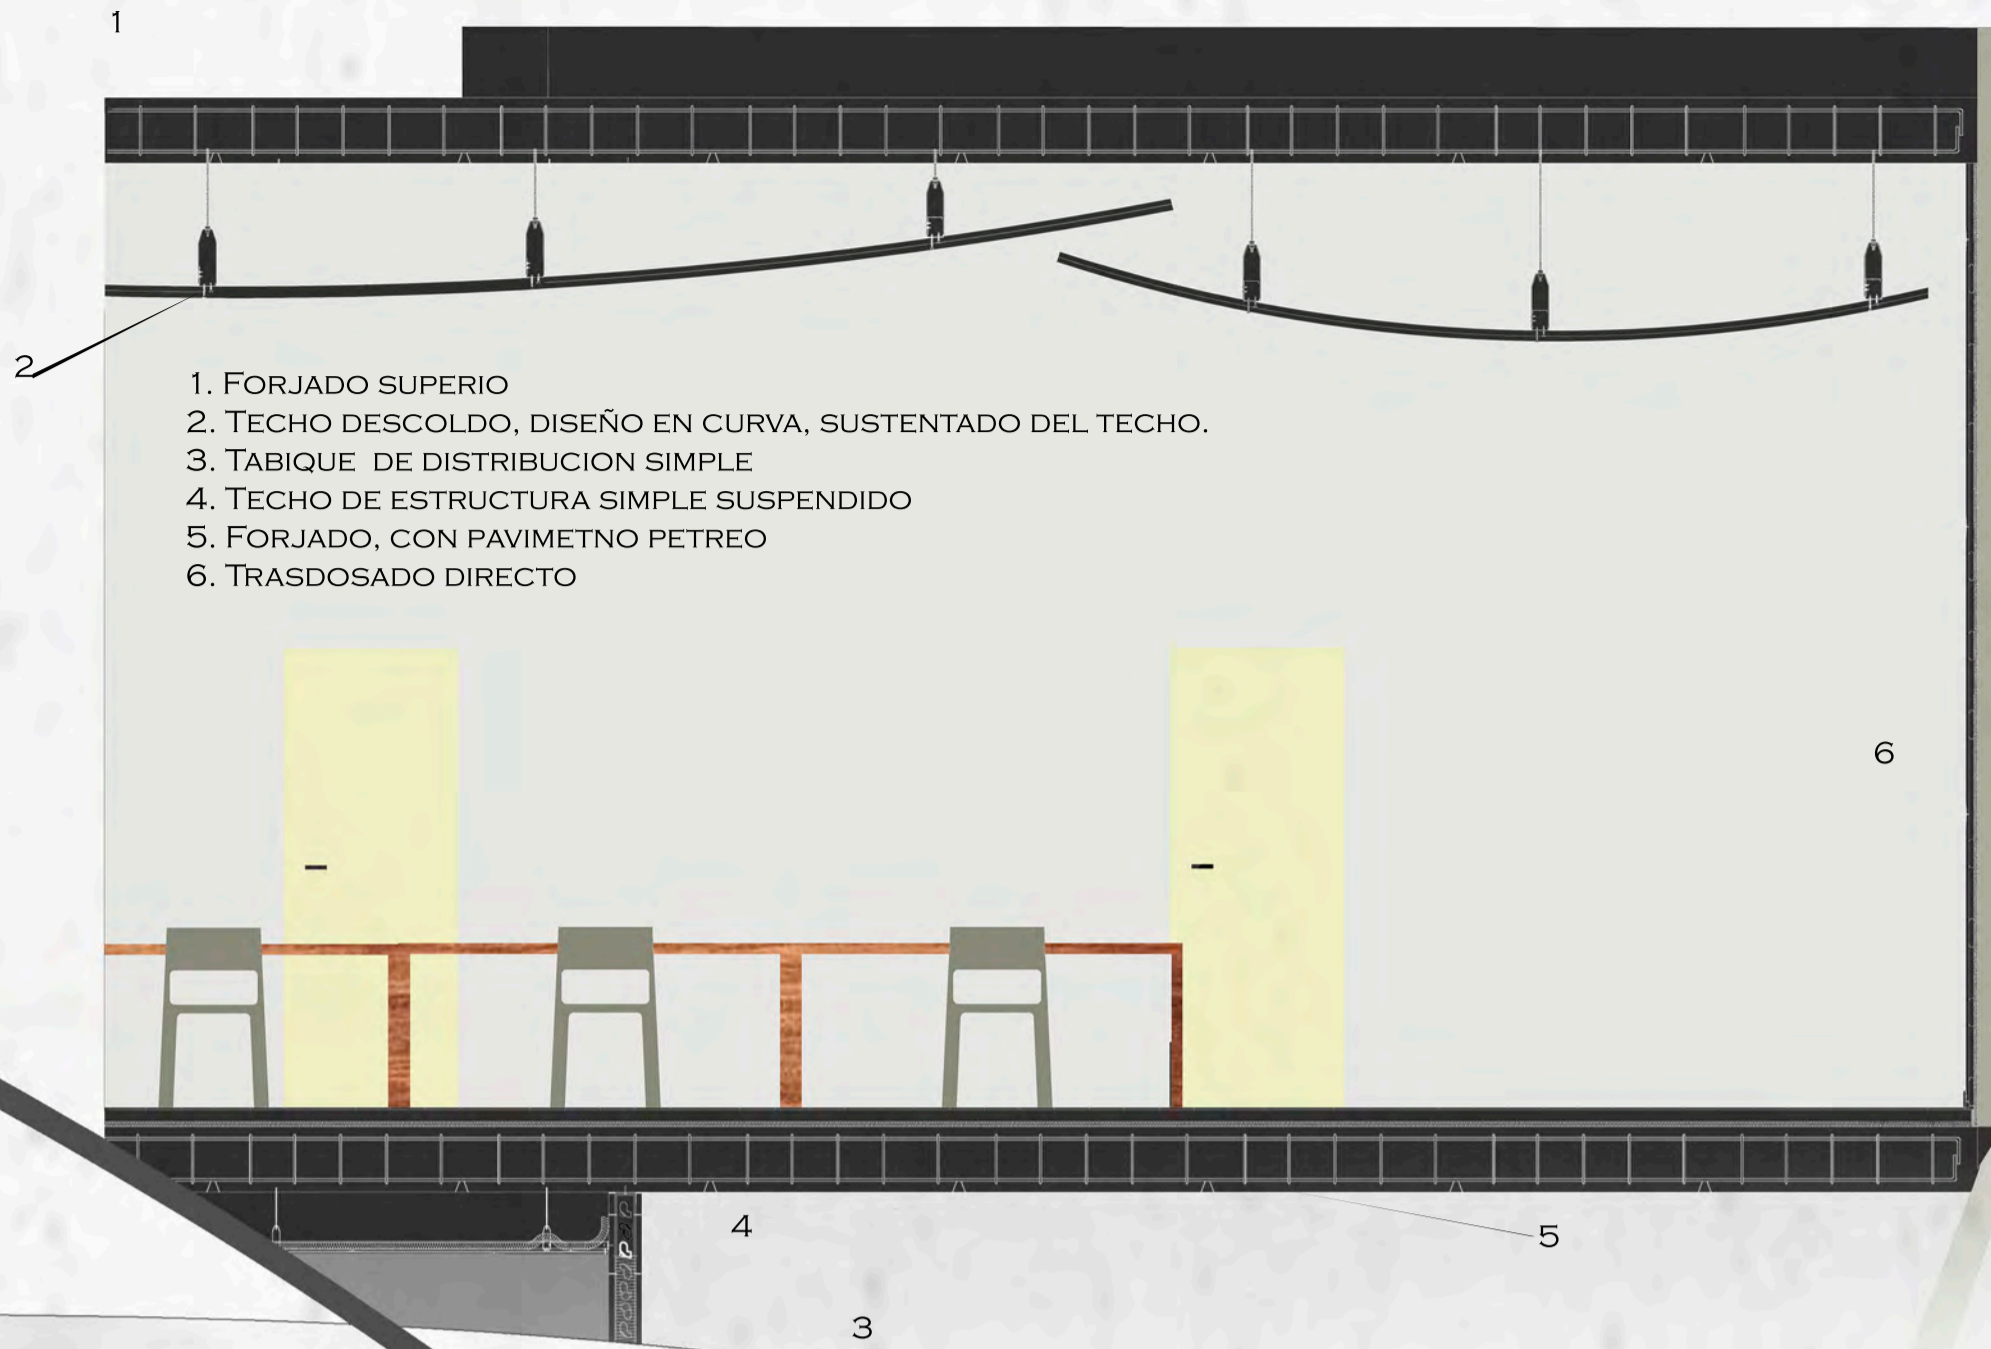 1
2
1. FORJADO SUPERIO
2. TECHO DESCOLDO, DISEÑO EN CURVA, SUSTENTADO DEL TECHO.
3. TABIQUE DE DISTRIBUCION SIMPLE
4. TECHO DE ESTRUCTURA SIMPLE SUSPENDIDO
5. FORJADO, CON PAVIMETNO PETREO
6. TRASDOSADO DIRECTO
6
4
5
3